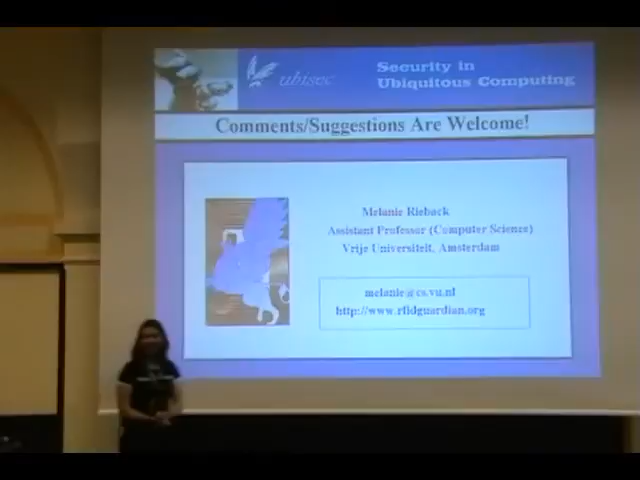 ubisec
Security in
Ubiquitous Computing
Comments/Suggestions Are Welcome!
Melanie Rieback
Assistant Professor (Computer Science)
Vrije Universiteit, Amsterdam
melanie@cs.vu.nl
http://www.rfidguardian.org